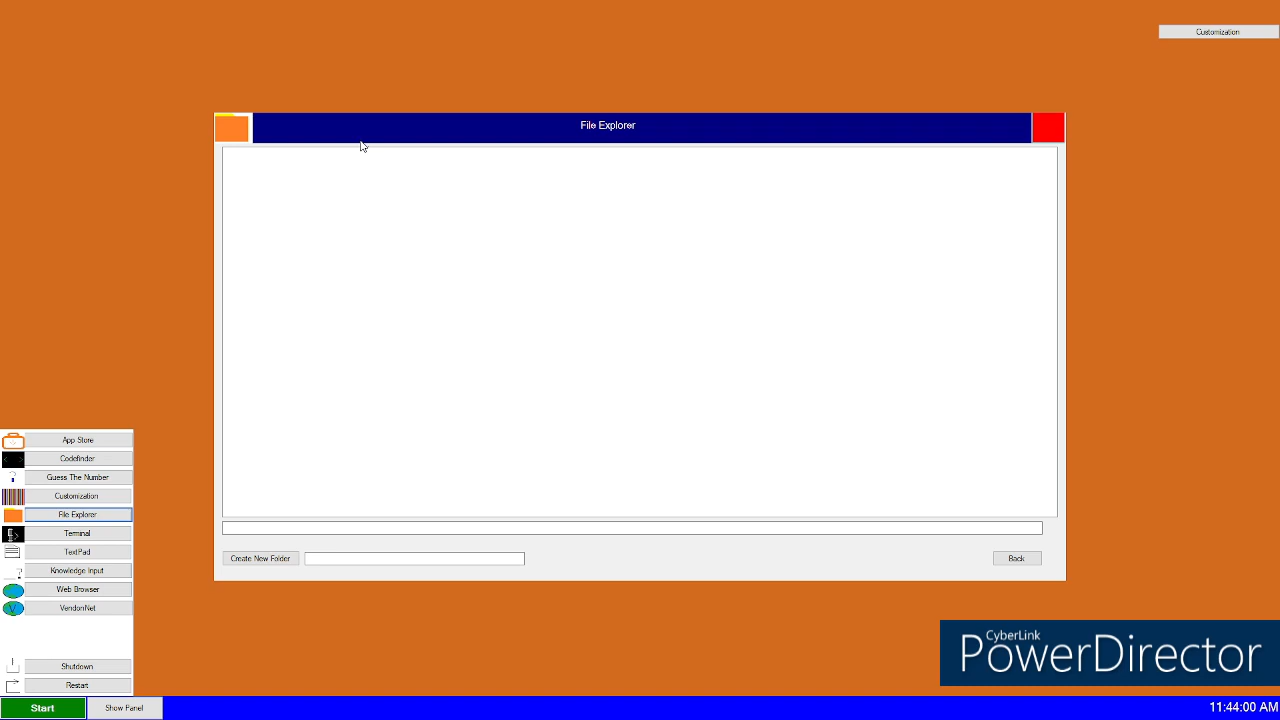 Customization
File Explorer
App Store
Codefinder
Guess The Number
Customization
File Explorer
Terminal
TextPad
Knowledge Input
Web Browser
VendonNet
Shutdown
Restart
Create New Folder
Back
CyberLink
PowerDirector
Start
Show Panel
11:44:00 AM